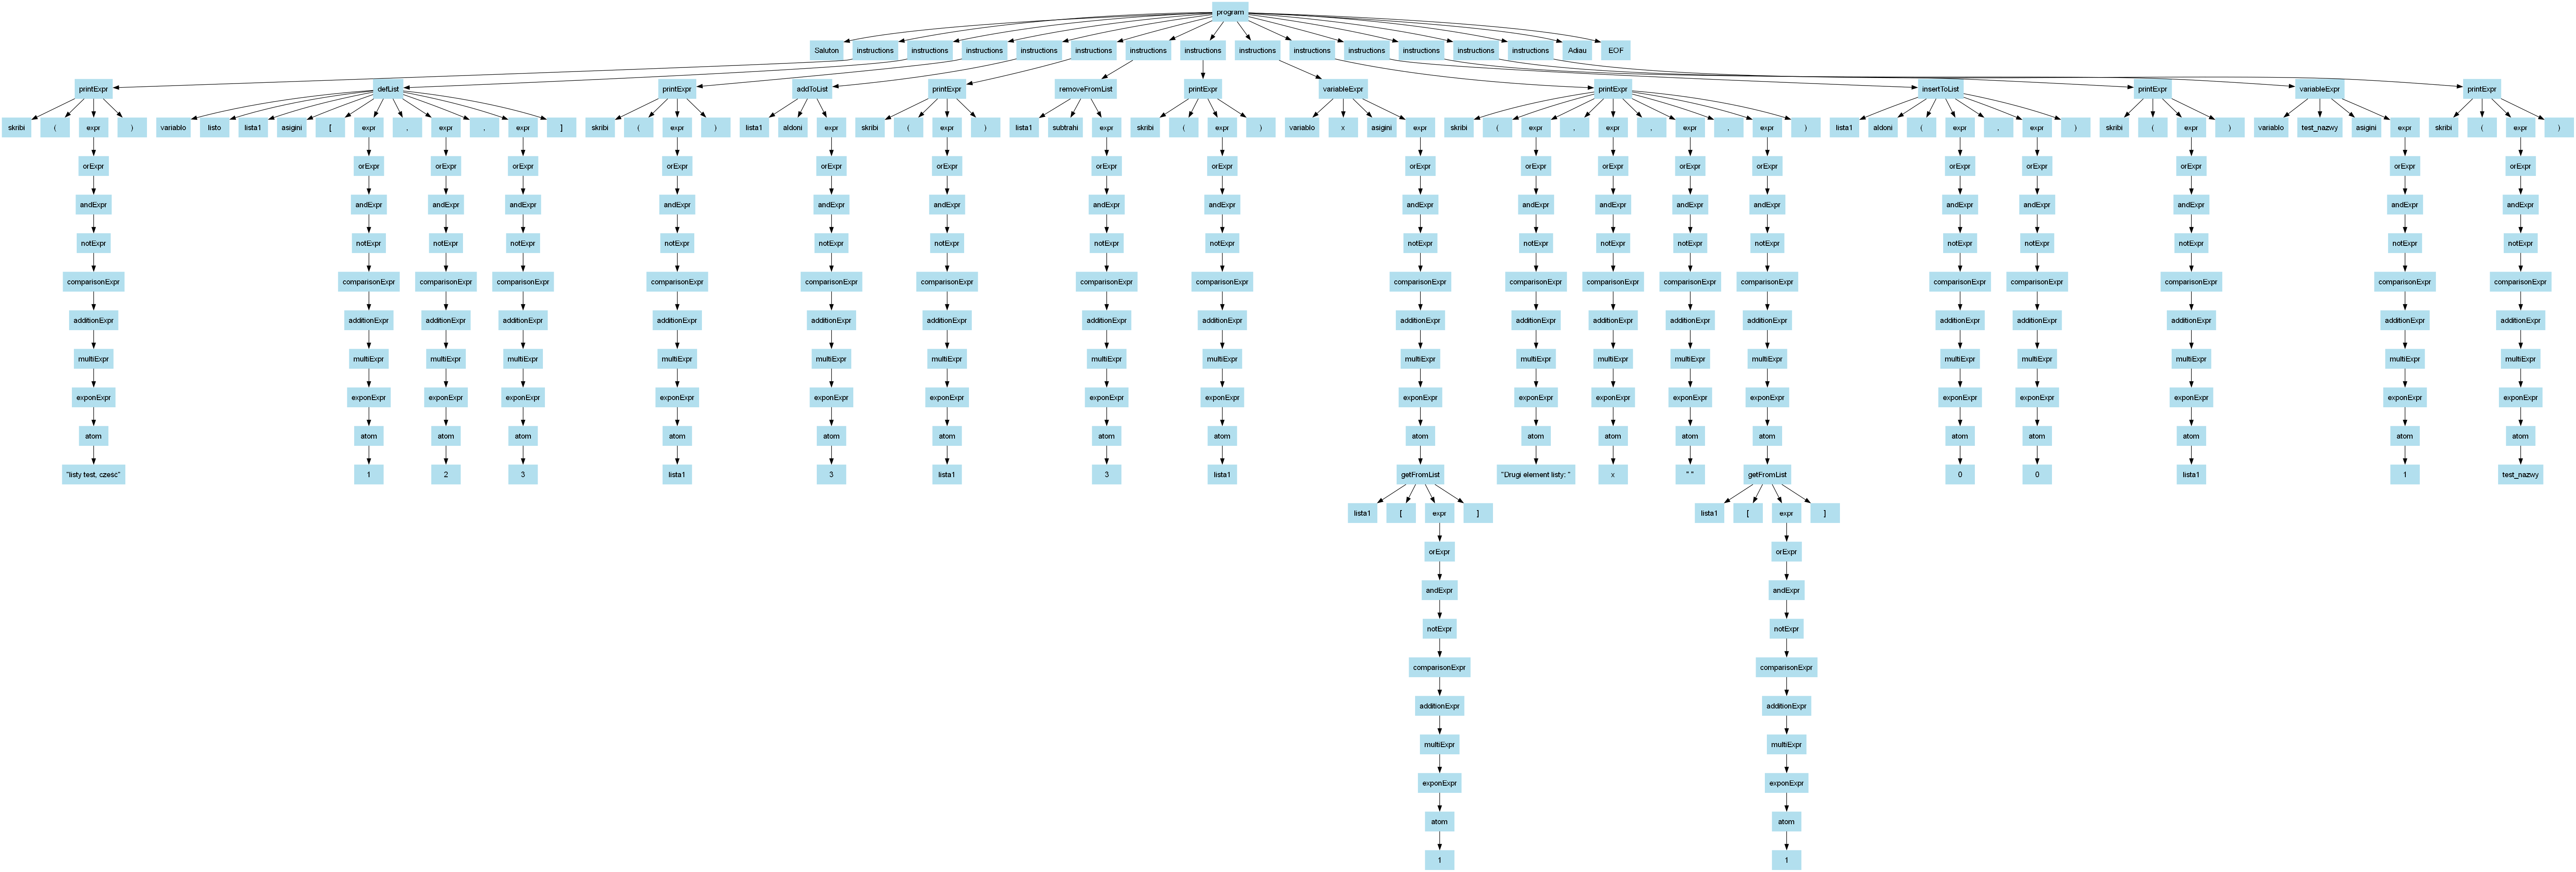 program
Saluton instructions instructions instructions instructions instructions instructions instructions instructions instructions instructions instructions instructions instructions Adiau EOF
printExpr defList printExpr addToList printExpr removeFromList printExpr variableExpr printExpr insertToList printExpr variableExpr printExpr
skribi ( expr ) variablo listo lista1 asigini [ expr , expr , expr ] skribi ( expr ) lista1 aldoni expr skribi ( expr ) lista1 subtrahi expr skribi ( expr ) variablo x asigini expr skribi ( expr , expr , expr , expr ) lista1 aldoni ( expr , expr ) skribi ( expr ) variablo test_nazwy asigini expr skribi ( expr )
orExpr orExpr orExpr orExpr orExpr orExpr orExpr orExpr orExpr orExpr orExpr orExpr orExpr orExpr orExpr orExpr orExpr orExpr orExpr
andExpr andExpr andExpr andExpr andExpr andExpr andExpr andExpr andExpr andExpr andExpr andExpr andExpr andExpr andExpr andExpr andExpr andExpr andExpr
notExpr notExpr notExpr notExpr notExpr notExpr notExpr notExpr notExpr notExpr notExpr notExpr notExpr notExpr notExpr notExpr notExpr notExpr notExpr
comparisonExpr comparisonExpr comparisonExpr comparisonExpr comparisonExpr comparisonExpr comparisonExpr comparisonExpr comparisonExpr comparisonExpr comparisonExpr comparisonExpr comparisonExpr comparisonExpr comparisonExpr comparisonExpr comparisonExpr comparisonExpr comparisonExpr
additionExpr additionExpr additionExpr additionExpr additionExpr additionExpr additionExpr additionExpr additionExpr additionExpr additionExpr additionExpr additionExpr additionExpr additionExpr additionExpr additionExpr additionExpr additionExpr
multiExpr multiExpr multiExpr multiExpr multiExpr multiExpr multiExpr multiExpr multiExpr multiExpr multiExpr multiExpr multiExpr multiExpr multiExpr multiExpr multiExpr multiExpr multiExpr
exponExpr exponExpr exponExpr exponExpr exponExpr exponExpr exponExpr exponExpr exponExpr exponExpr exponExpr exponExpr exponExpr exponExpr exponExpr exponExpr exponExpr exponExpr exponExpr
atom atom atom atom atom atom atom atom atom atom atom atom atom atom atom atom atom atom atom
"listy test, cześć" 1 2 3 lista1 3 lista1 3 lista1 getFromList "Drugi element listy: " x " " getFromList 0 0 lista1 1 test_nazwy
lista1 [ expr ] lista1 [ expr ]
orExpr orExpr
andExpr andExpr
notExpr notExpr
comparisonExpr comparisonExpr
additionExpr additionExpr
multiExpr multiExpr
exponExpr exponExpr
atom atom
1 1